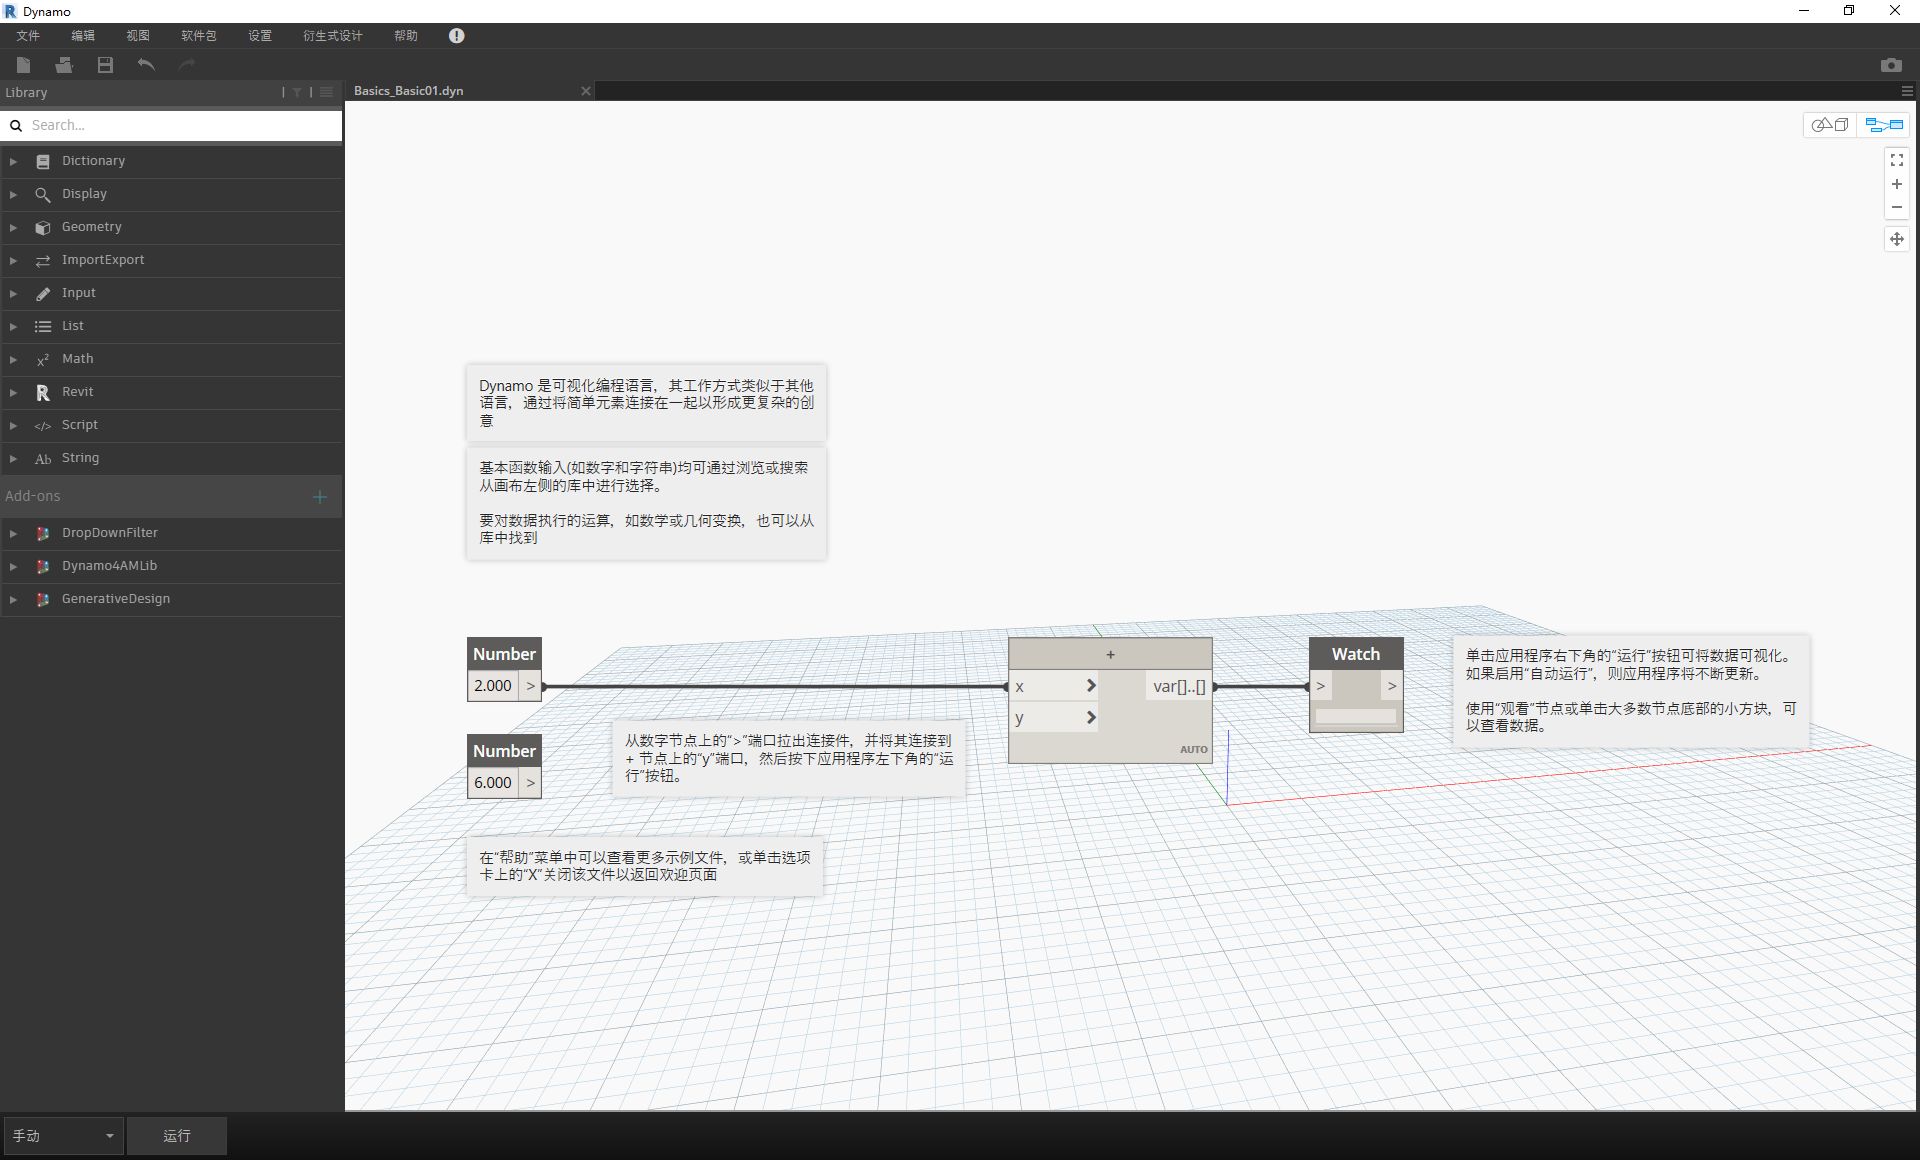 Dynamo
文件 编辑 视图 软件包 设置 衍生式设计 帮助
Library
Basics_Basic01.dyn
Search...
Dictionary
Display
Geometry
ImportExport
Input
List
Math
Revit
Script
Ab String
Add-ons
DropDownFilter
Dynamo4AMLib
GenerativeDesign
Dynamo 是可视化编程语言，其工作方式类似于其他
语言，通过将简单元素连接在一起以形成更复杂的创
意
基本函数输入(如数字和字符串)均可通过浏览或搜索
从画布左侧的库中进行选择。
要对数据执行的运算，如数学或几何变换，也可以从
库中找到
Number
2.000 >
Number
6.000 >
从数字节点上的“>”端口拉出连接件，并将其连接到
+ 节点上的“y”端口，然后按下应用程序左下角的“运
行”按钮。
+
x
var[]..[]
y
AUTO
Watch
> >
单击应用程序右下角的“运行”按钮可将数据可视化。
如果启用“自动运行”，则应用程序将不断更新。
使用“观看”节点或单击大多数节点底部的小方块，可
以查看数据。
在“帮助”菜单中可以查看更多示例文件，或单击选项
卡上的“X”关闭该文件以返回欢迎页面
手动 运行